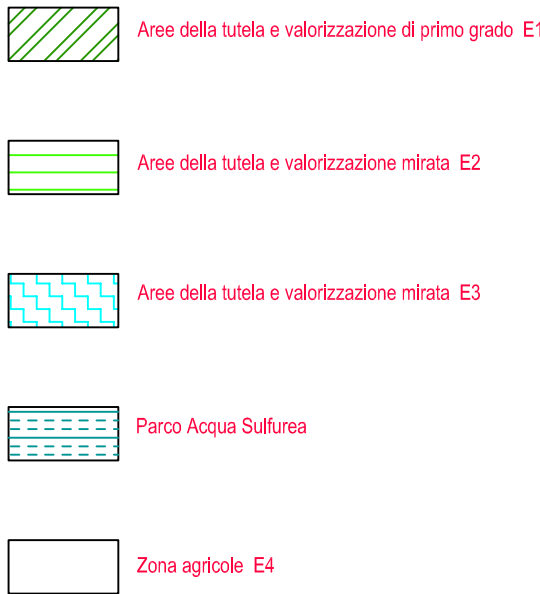 Aree della tutela e valorizzazione di primo grado E1
Aree della tutela e valorizzazione mirata E2
Aree della tutela e valorizzazione mirata E3
Parco Acqua Sulfurea
Zona agricole E4